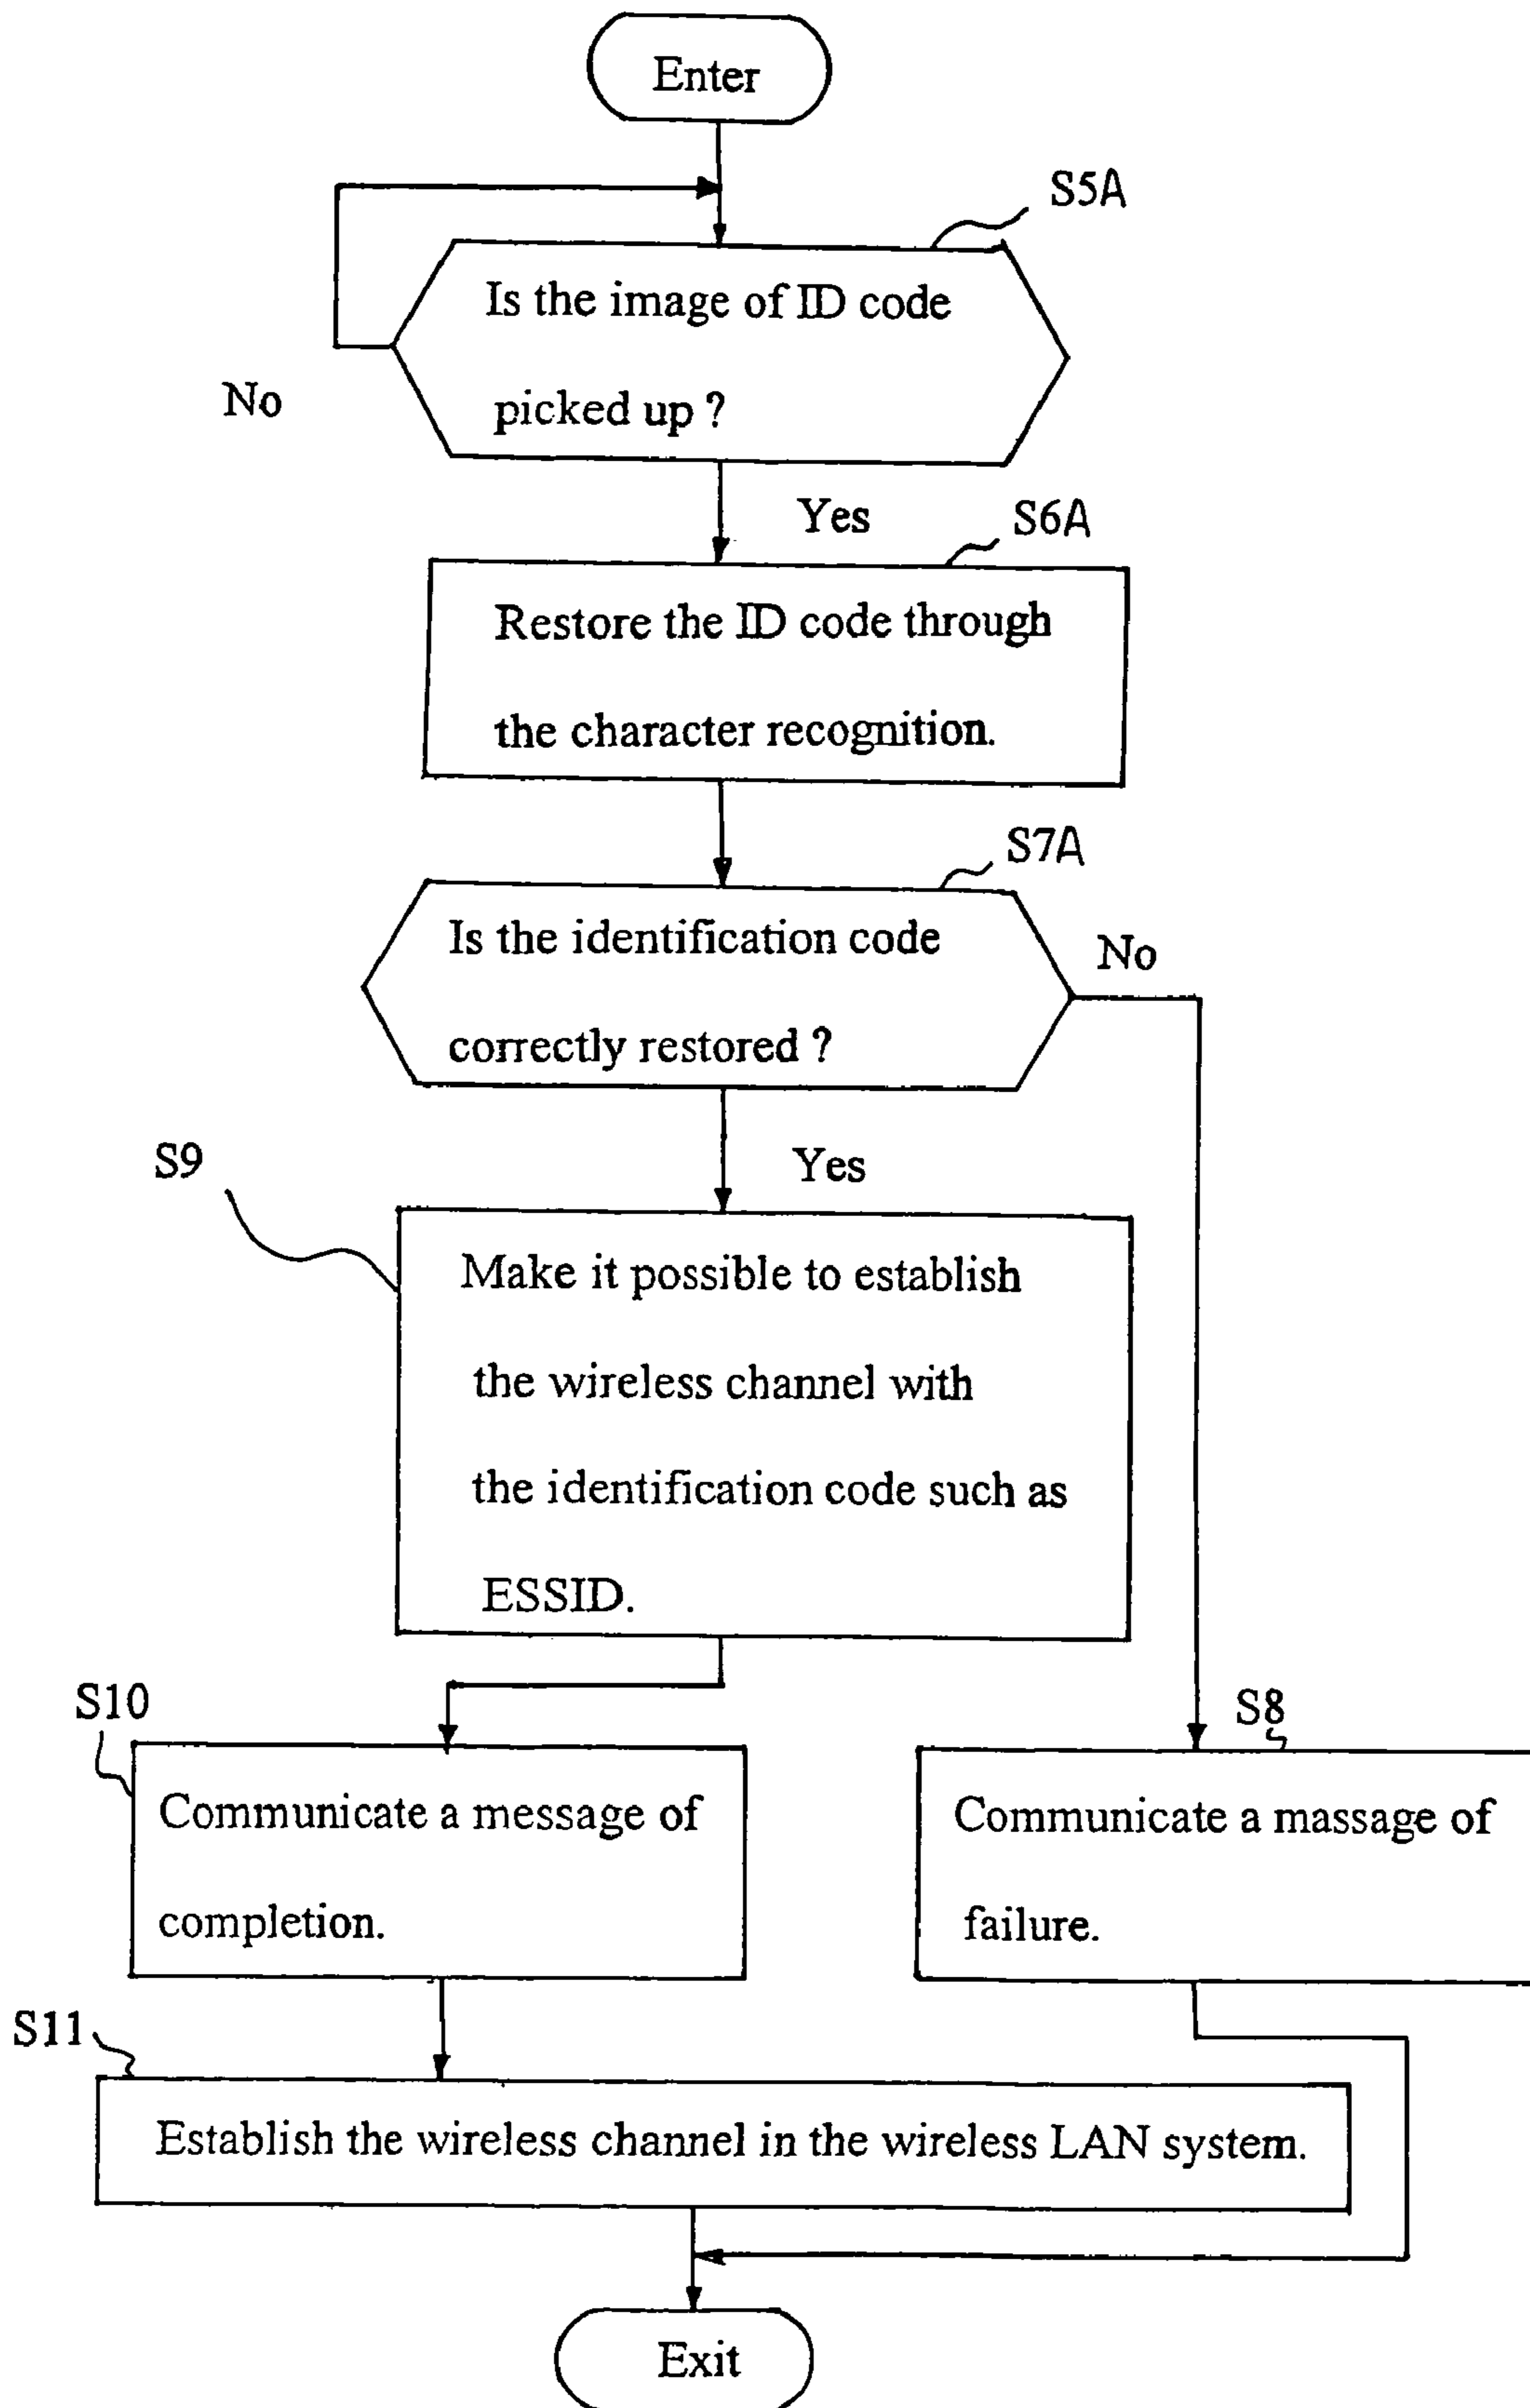 Enter
S5A
Is the image of ID code
picked up ?
No
Yes
S6A
Restore the ID code through
the character recognition.
S7A
Is the identification code
correctly restored ?
No
Yes
S9
Make it possible to establish
the wireless channel with
the identification code such as
ESSID.
S10
Communicate a message of
completion.
S8
Communicate a massage of
failure.
S11
Establish the wireless channel in the wireless LAN system.
Exit